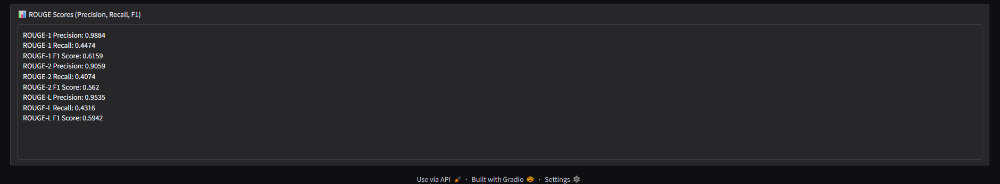 ROUGE Scores (Precision, Recall, F1)
ROUGE-1 Precision: 0.9884
ROUGE-1 Recall: 0.4474
ROUGE-1 F1 Score: 0.6159
ROUGE-2 Precision: 0.9059
ROUGE-2 Recall: 0.4074
ROUGE-2 F1 Score: 0.562
ROUGE-L Precision: 0.9535
ROUGE-L Recall: 0.4316
ROUGE-L F1 Score: 0.5942
Use via API · Built with Gradio · Settings